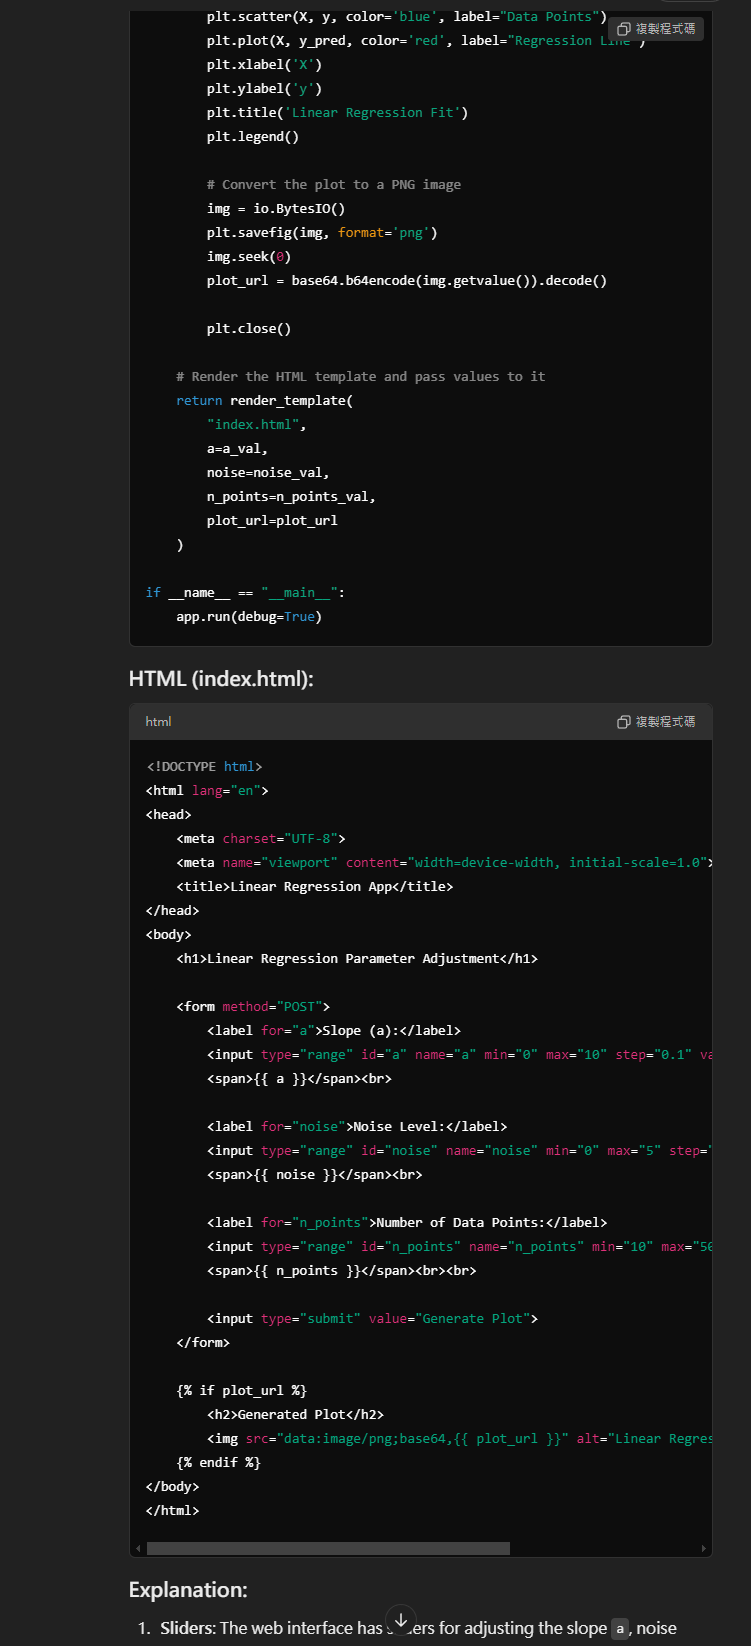 plt.scatter(X, y, color='blue', label="Data Points")
複製程式碼
plt.plot(X, y_pred, color='red', label="Regression Line")
plt.xlabel('X')
plt.ylabel('y')
plt.title('Linear Regression Fit')
plt.legend()
# Convert the plot to a PNG image
img = io.BytesIO()
plt.savefig(img, format='png')
img.seek(0)
plot_url = base64.b64encode(img.getvalue()).decode()
plt.close()
# Render the HTML template and pass values to it
return render_template(
"index.html",
a=a_val,
noise=noise_val,
n_points=n_points_val,
plot_url=plot_url
)
if __name__ == "__main__":
app.run(debug=True)
HTML (index.html):
html 複製程式碼
<!DOCTYPE html>
<html lang="en">
<head>
<meta charset="UTF-8">
<meta name="viewport" content="width=device-width, initial-scale=1.0">
<title>Linear Regression App</title>
</head>
<body>
<h1>Linear Regression Parameter Adjustment</h1>
<form method="POST">
<label for="a">Slope (a):</label>
<input type="range" id="a" name="a" min="0" max="10" step="0.1" va
<span>{{ a }}</span><br>
<label for="noise">Noise Level:</label>
<input type="range" id="noise" name="noise" min="0" max="5" step="
<span>{{ noise }}</span><br>
<label for="n_points">Number of Data Points:</label>
<input type="range" id="n_points" name="n_points" min="10" max="50
<span>{{ n_points }}</span><br><br>
<input type="submit" value="Generate Plot">
</form>
{% if plot_url %}
<h2>Generated Plot</h2>
<img src="data:image/png;base64,{{ plot_url }}" alt="Linear Regres
{% endif %}
</body>
</html>
Explanation:
1. Sliders: The web interface has sliders for adjusting the slope a, noise